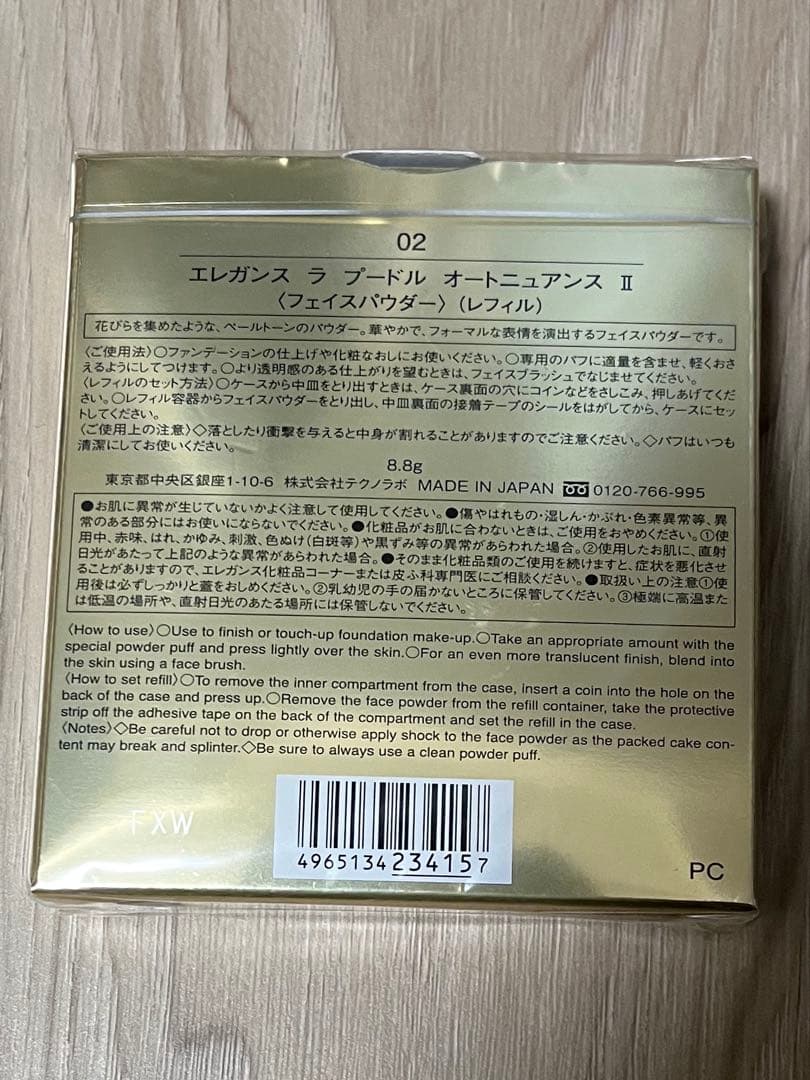 02
エレガンス ラ プードル オートニュアンス Ⅱ
〈フェイスパウダー〉(レフィル)
花びらを集めたような、ペールトーンのパウダー。華やかで、フォーマルな表情を演出するフェイスパウダーです。
〈ご使用法〉○ファンデーションの仕上げや化粧なおしにお使いください。○専用のパフに適量を含ませ、軽くおさ
えるようにしてつけます。○より透明感のある仕上がりを望むときは、フェイスブラッシュでなじませてください。
〈レフィルのセット方法〉○ケースから中皿をとり出すときは、ケース裏面の穴にコインなどをさしこみ、押しあげてくだ
さい。○レフィル容器からフェイスパウダーをとり出し、中皿裏面の接着テープのシールをはがしてから、ケースにセッ
トしてください。
〈ご使用上の注意〉◇落としたり衝撃を与えると中身が割れることがありますのでご注意ください。◇パフはいつも
清潔にしてお使いください。
8.8g
東京都中央区銀座1-10-6 株式会社テクノラボ MADE IN JAPAN 0120-766-995
●お肌に異常が生じていないかよく注意して使用してください。●傷やはれもの・湿しん・かぶれ・色素異常等、異
常のある部分にはお使いにならないでください。●化粧品がお肌に合わないときは、ご使用をおやめください。①使
用中、赤味、はれ、かゆみ、刺激、色ぬけ(白斑等)や黒ずみ等の異常があらわれた場合。②使用したお肌に、直射
日光があたって上記のような異常があらわれた場合。●そのまま化粧品類のご使用を続けますと、症状を悪化させ
ることがありますので、エレガンス化粧品コーナーまたは皮ふ科専門医にご相談ください。●取扱い上の注意①使
用後は必ずしっかりと蓋をおしめください。②乳幼児の手の届かないところに保管してください。③極端に高温また
は低温の場所や、直射日光のあたる場所には保管しないでください。
〈How to use〉○Use to finish or touch-up foundation make-up.○Take an appropriate amount with the
special powder puff and press lightly over the skin.○For an even more translucent finish, blend into
the skin using a face brush.
〈How to set refill〉○To remove the inner compartment from the case, insert a coin into the hole on the
back of the case and press up.○Remove the face powder from the refill container, take the protective
strip off the adhesive tape on the back of the compartment and set the refill in the case.
〈Notes〉◇Be careful not to drop or otherwise apply shock to the face powder as the packed cake con-
tent may break and splinter.◇Be sure to always use a clean powder puff.
FXW
4965134234157
PC